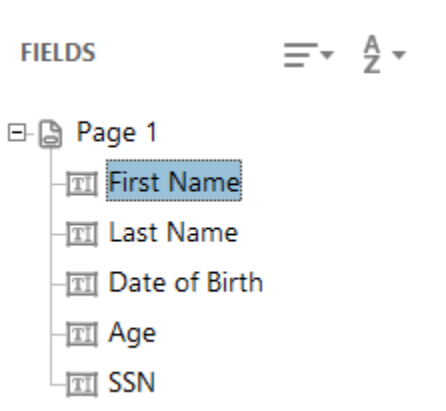 FIELDS
A
Z
Page 1
First Name
Last Name
Date of Birth
Age
SSN